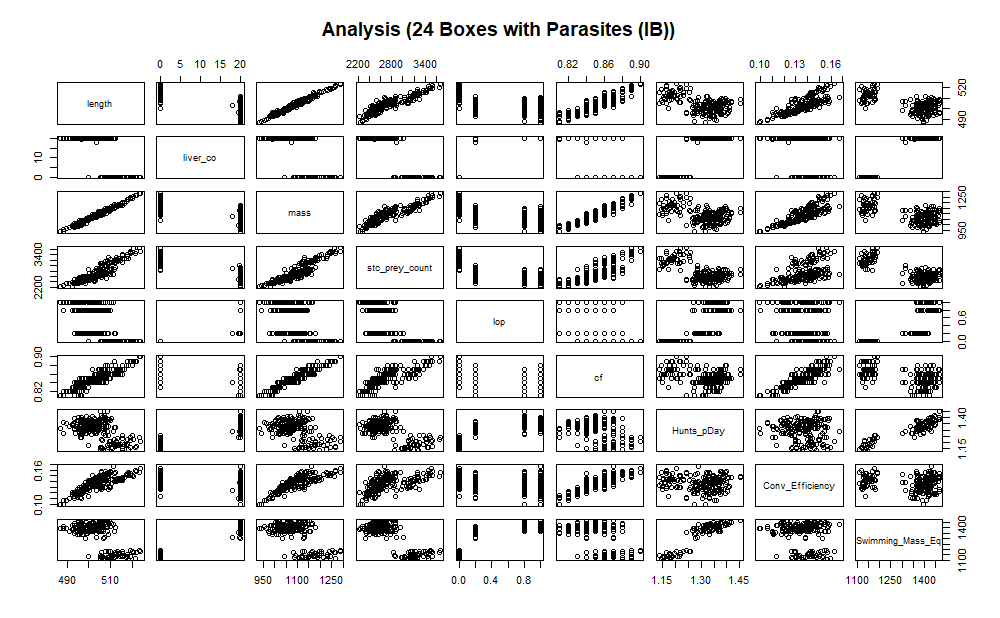 Analysis (24 Boxes with Parasites (IB))
0 5 10 15 20 2200 2800 3400 0.82 0.86 0.90 0.10 0.13 0.16
length 490 520
0 10 liver_co
mass 950 1250
2200 3400 stc_prey_count
lop 0.0 0.6
0.82 0.90 cf
Hunts_pDay 1.15 1.40
0.10 0.16 Conv_Efficiency
Swimming_Mass_Eq 1100 1400
490 510 950 1100 1250 0.0 0.4 0.8 1.15 1.30 1.45 1100 1250 1400